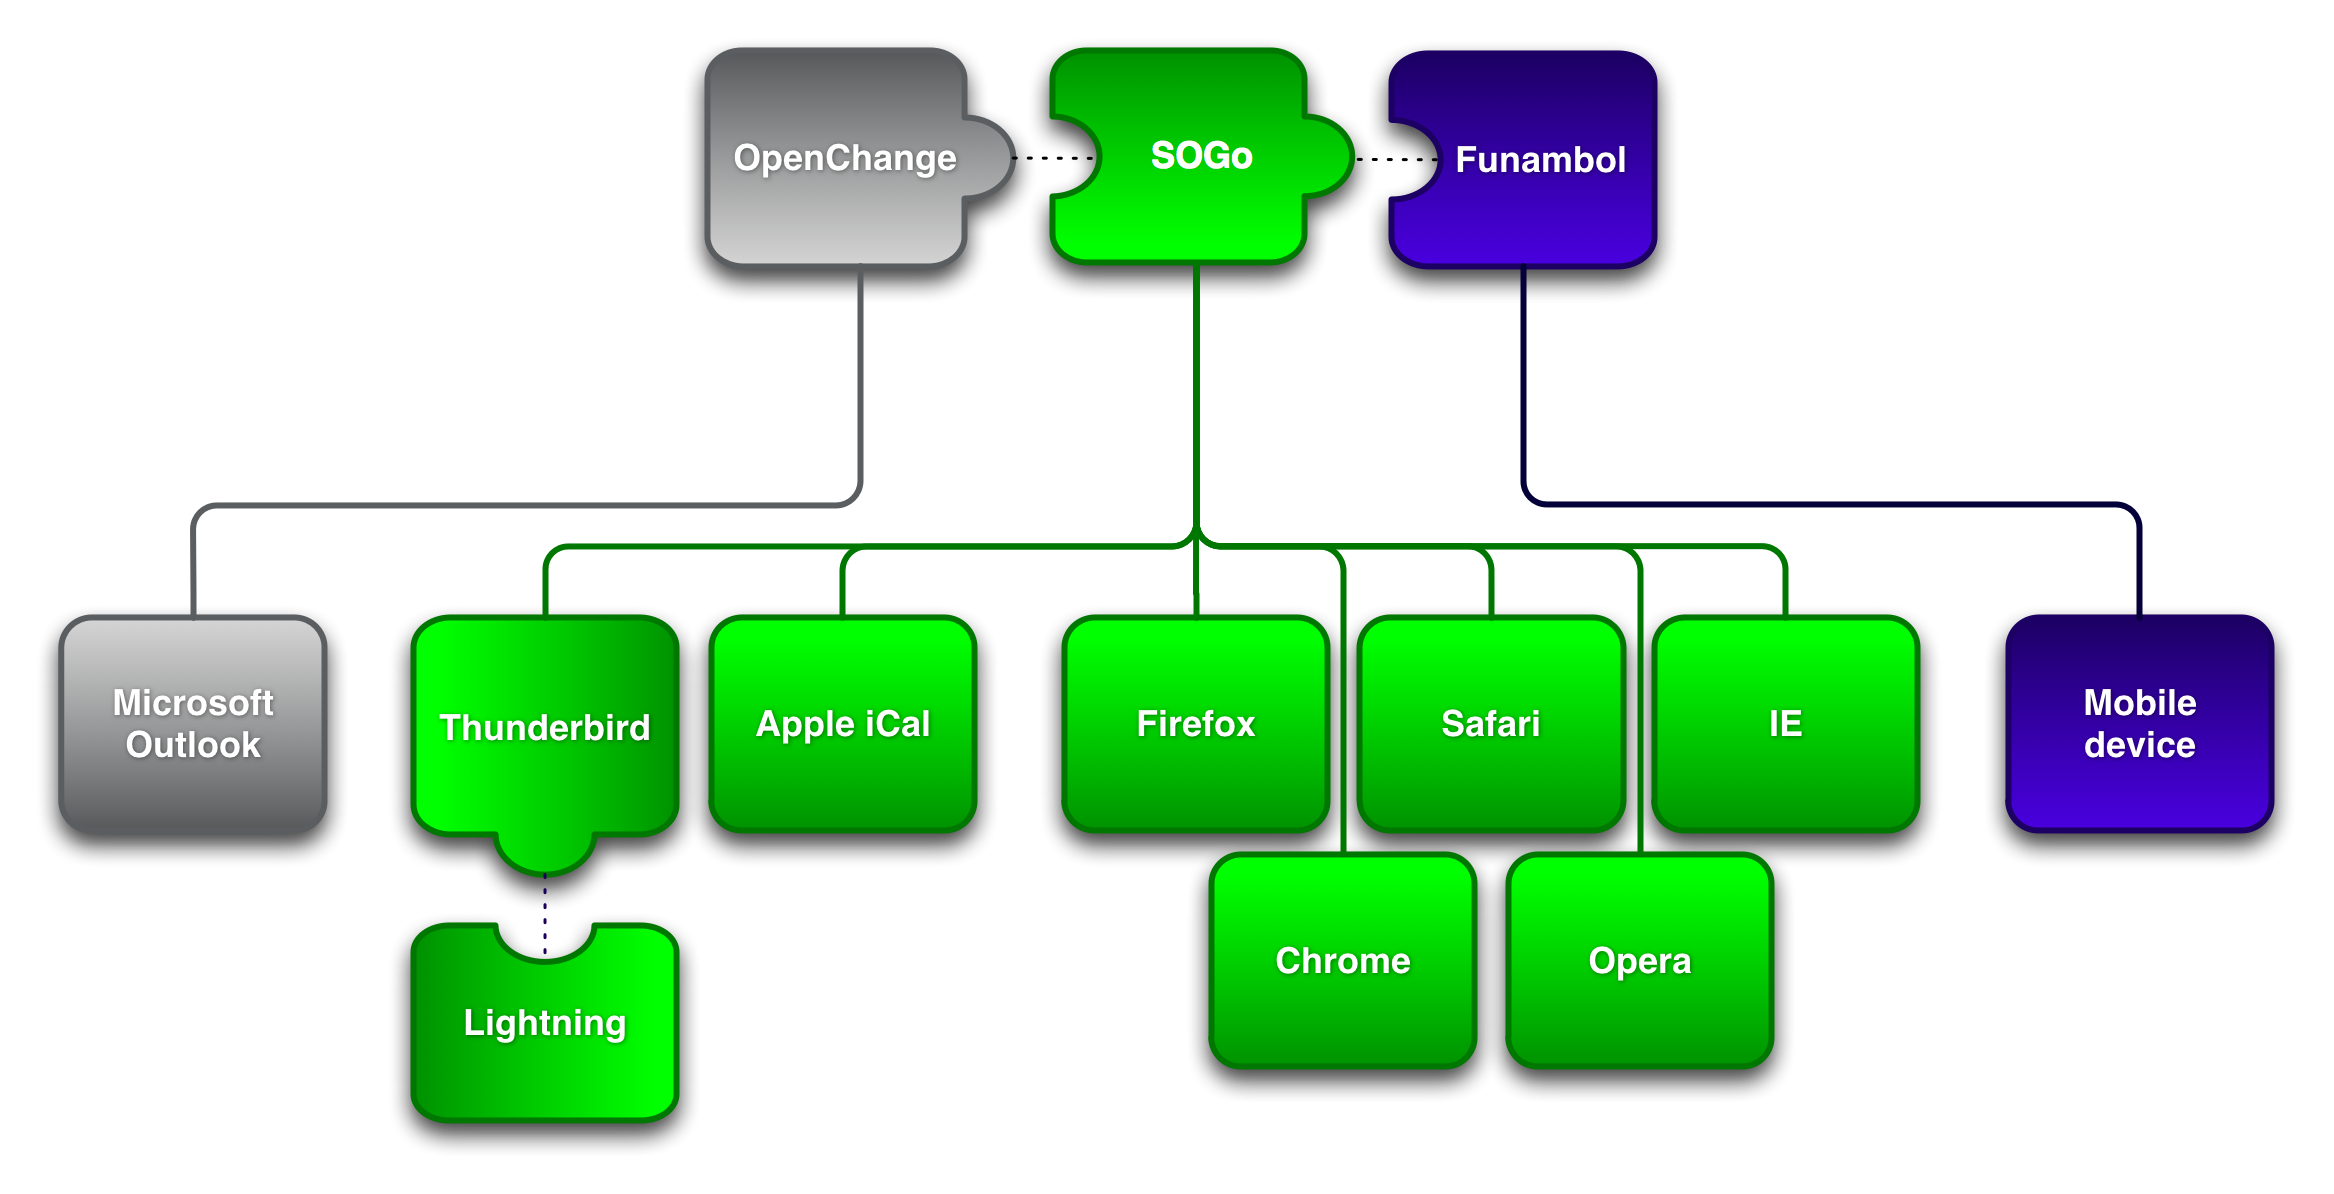 OpenChange
SOGo
Funambol
Microsoft
Outlook
Thunderbird
Apple iCal
Firefox
Safari
IE
Mobile
device
Chrome
Opera
Lightning